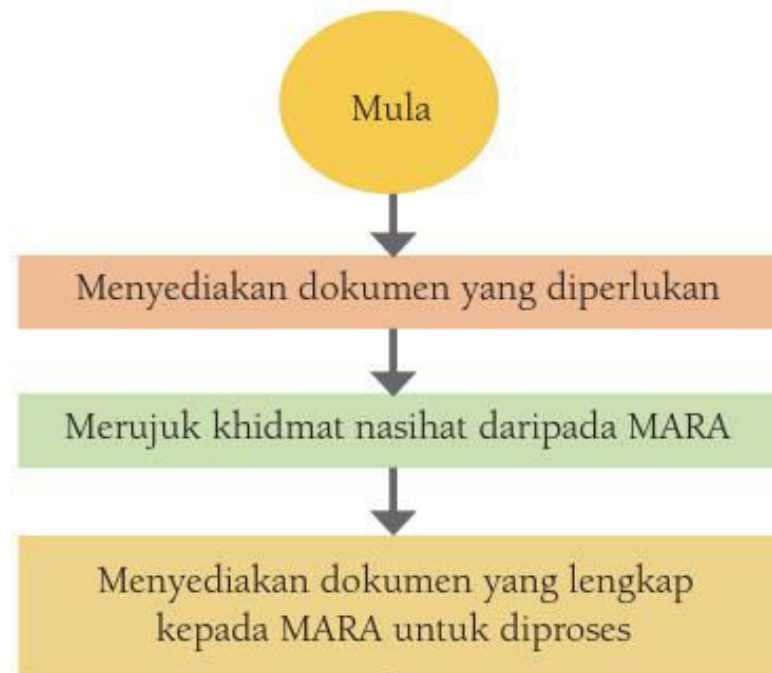 Mula
Menyediakan dokumen yang diperlukan
Merujuk khidmat nasihat daripada MARA
Menyediakan dokumen yang lengkap
kepada MARA untuk diproses